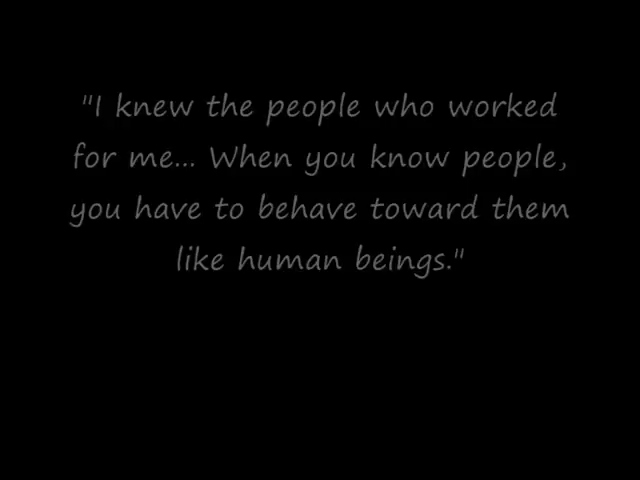 "I knew the people who worked
for me... When you know people,
you have to behave toward them
like human beings."